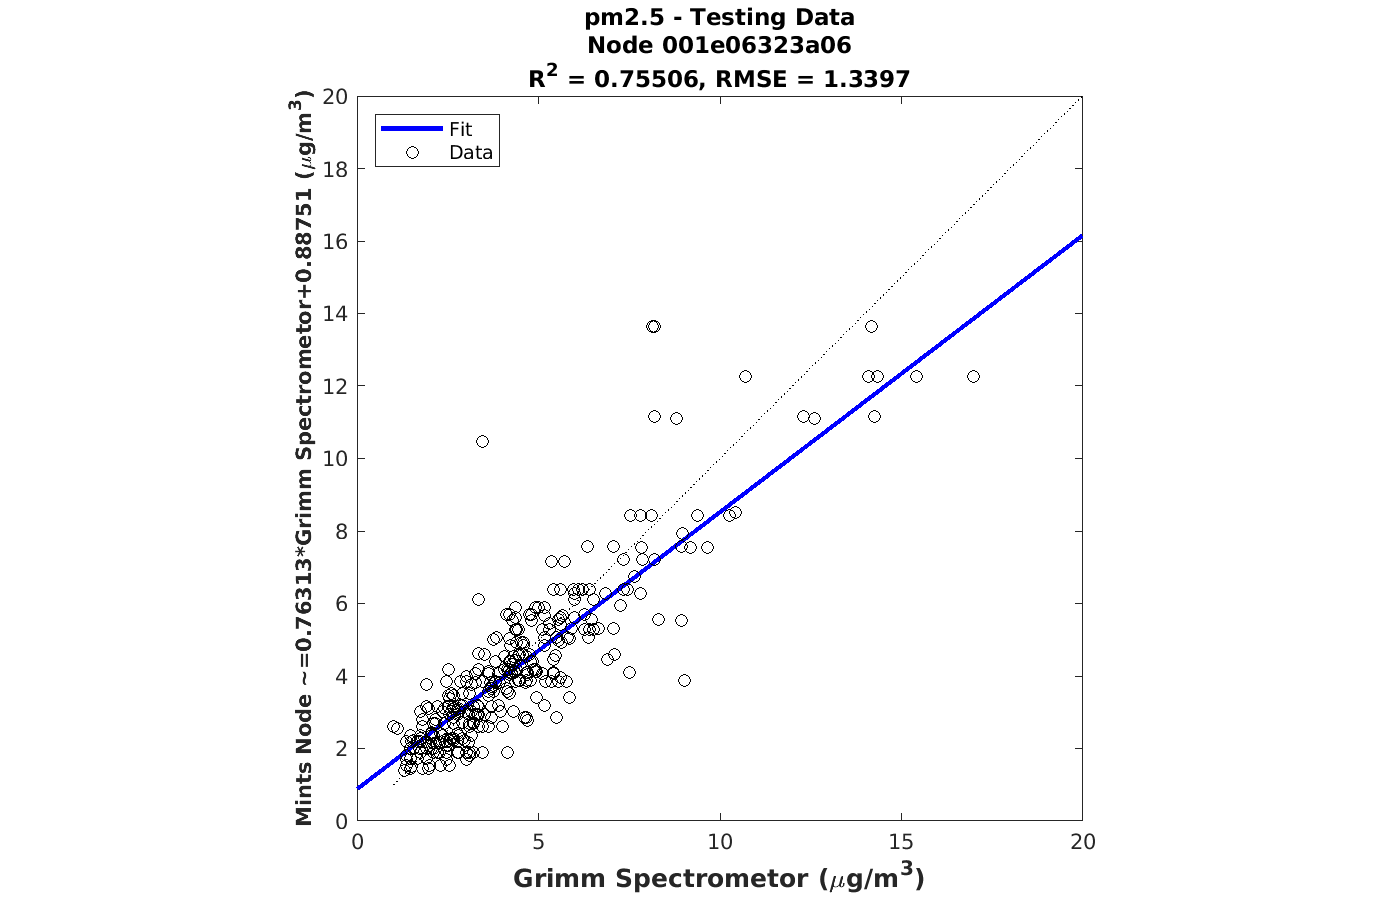 pm2.5 - Testing Data
Node 001e06323a06
R² = 0.75506, RMSE = 1.3397
Mints Node ~=0.76313*Grimm Spectrometor+0.88751 (μg/m³)
20
18
16
14
12
10
8
6
4
2
0
Fit
Data
0 5 10 15 20
Grimm Spectrometor (μg/m³)